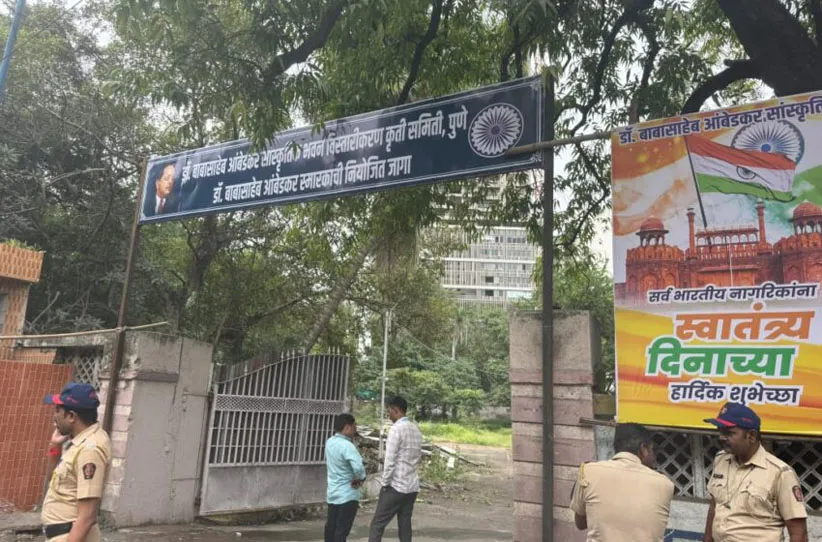 डॉ. बाबासाहेब आंबेडकर सांस्कृतिक भवन विस्तारीकरण कृती समिती, पुणे
डॉ. बाबासाहेब आंबेडकर स्मारकाची नियोजित जागा
डॉ. बाबासाहेब आंबेडकर सांस्कृति
सर्व भारतीय नागरिकांना
स्वातंत्र्य
दिनाच्या
हार्दिक शुभेच्छा